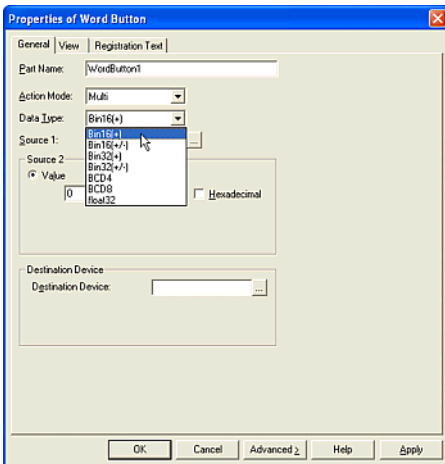 Properties of Word Button
General View Registration Text
Part Name: WordButton1
Action Mode: Multi
Data Type: Bin16(+)
Source 1: ...
Bin16(+)
Bin16(+/-)
Bin32(+)
Bin32(+/-)
BCD4
BCD8
float32
Source 2
Value
0 Hexadecimal
Destination Device
Destination Device: ...
OK Cancel Advanced > Help Apply